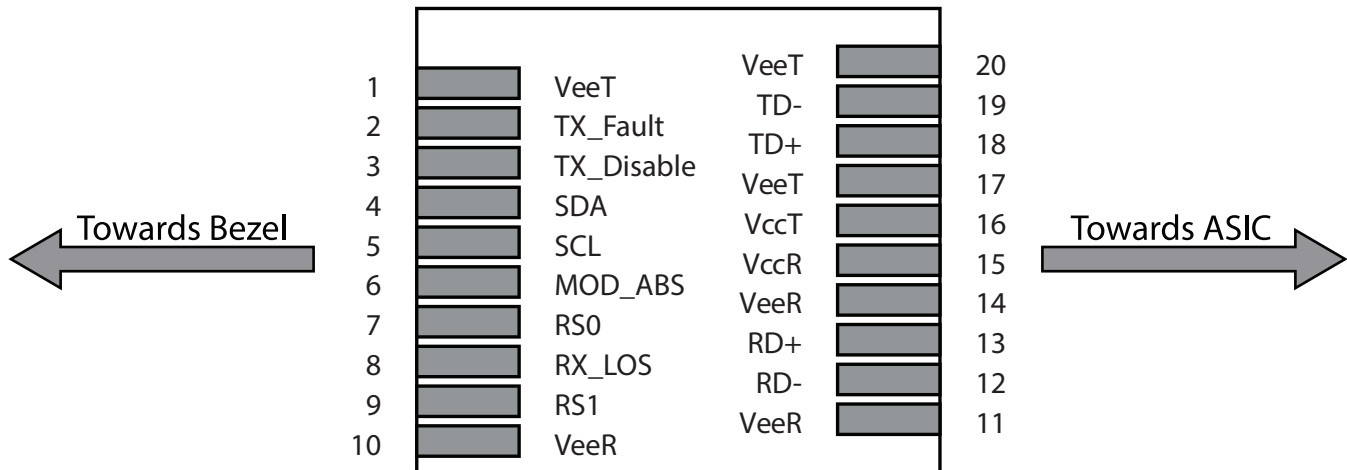 VeeT 20
1 VeeT
TD- 19
2 TX_Fault
TD+ 18
3 TX_Disable
VeeT 17
4 SDA
VccT 16
Towards Bezel
Towards ASIC
5 SCL
VccR 15
6 MOD_ABS
VeeR 14
7 RS0
RD+ 13
8 RX_LOS
RD- 12
9 RS1
VeeR 11
10 VeeR